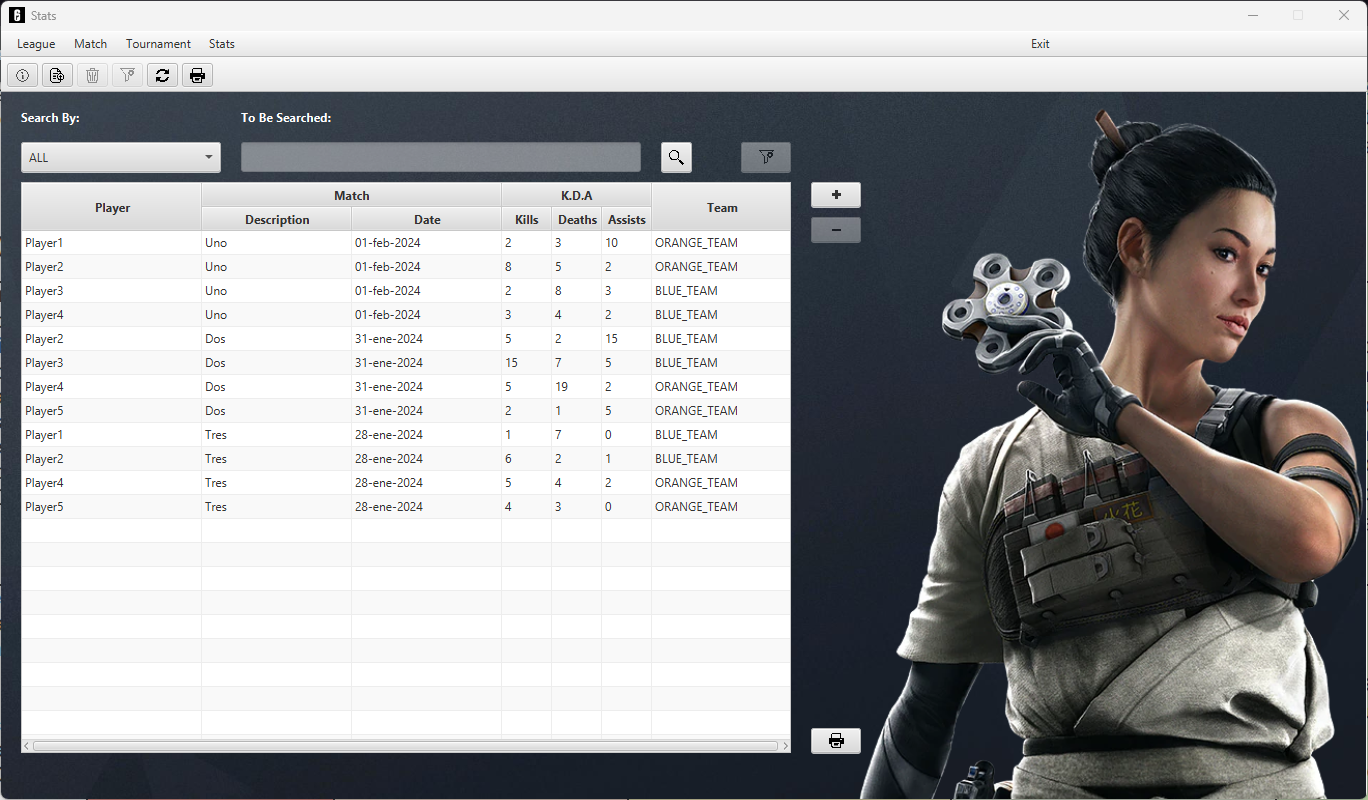 Stats
League Match Tournament Stats Exit
Search By: To Be Searched:
ALL
Player Match K.D.A Team
Description Date Kills Deaths Assists
Player1 Uno 01-feb-2024 2 3 10 ORANGE_TEAM
Player2 Uno 01-feb-2024 8 5 2 ORANGE_TEAM
Player3 Uno 01-feb-2024 2 8 3 BLUE_TEAM
Player4 Uno 01-feb-2024 3 4 2 BLUE_TEAM
Player2 Dos 31-ene-2024 5 2 15 BLUE_TEAM
Player3 Dos 31-ene-2024 15 7 5 BLUE_TEAM
Player4 Dos 31-ene-2024 5 19 2 ORANGE_TEAM
Player5 Dos 31-ene-2024 2 1 5 ORANGE_TEAM
Player1 Tres 28-ene-2024 1 7 0 BLUE_TEAM
Player2 Tres 28-ene-2024 6 2 1 BLUE_TEAM
Player4 Tres 28-ene-2024 5 4 2 ORANGE_TEAM
Player5 Tres 28-ene-2024 4 3 0 ORANGE_TEAM
火花